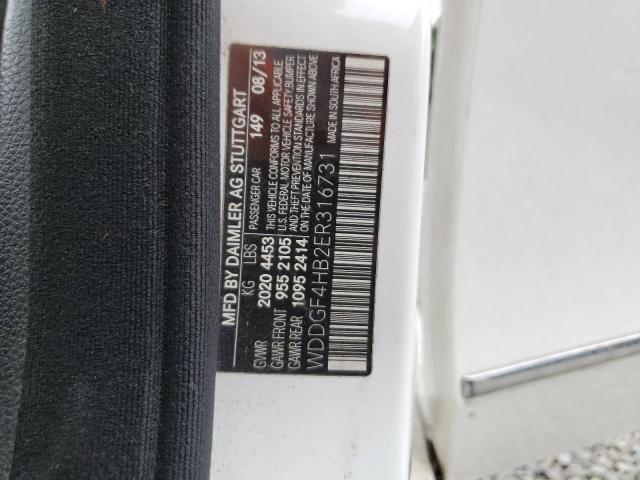 MFD BY DAIMLER AG STUTTGART
KG LBS PASSENGER CAR 149 08/13
GVWR 2020 4453 THIS VEHICLE CONFORMS TO ALL APPLICABLE
GAWR FRONT 955 2105 U.S. FEDERAL MOTOR VEHICLE SAFETY, BUMPER
GAWR REAR 1095 2414 AND THEFT PREVENTION STANDARDS IN EFFECT
ON THE DATE OF MANUFACTURE SHOWN ABOVE
WDDGF4HB2ER316731 MADE IN SOUTH AFRICA